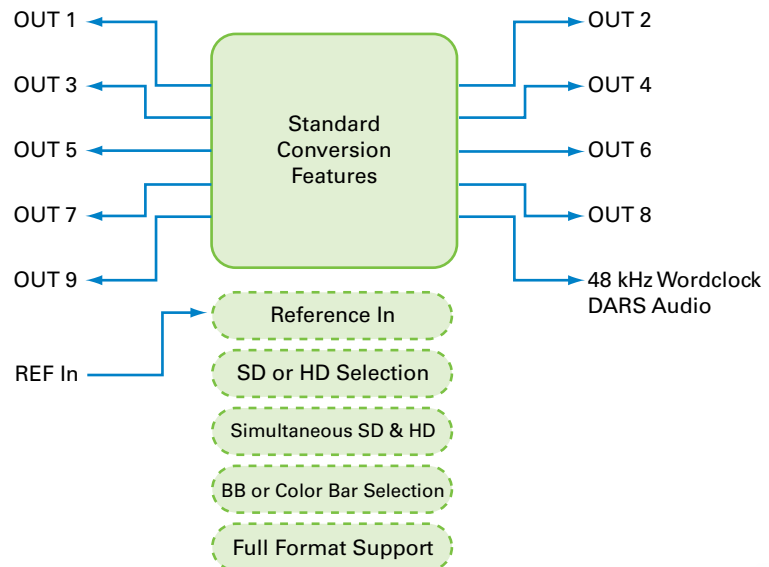 OUT 1
OUT 2
OUT 3
OUT 4
Standard
Conversion
Features
OUT 5
OUT 6
OUT 7
OUT 8
OUT 9
48 kHz Wordclock
DARS Audio
Reference In
REF In
SD or HD Selection
Simultaneous SD & HD
BB or Color Bar Selection
Full Format Support